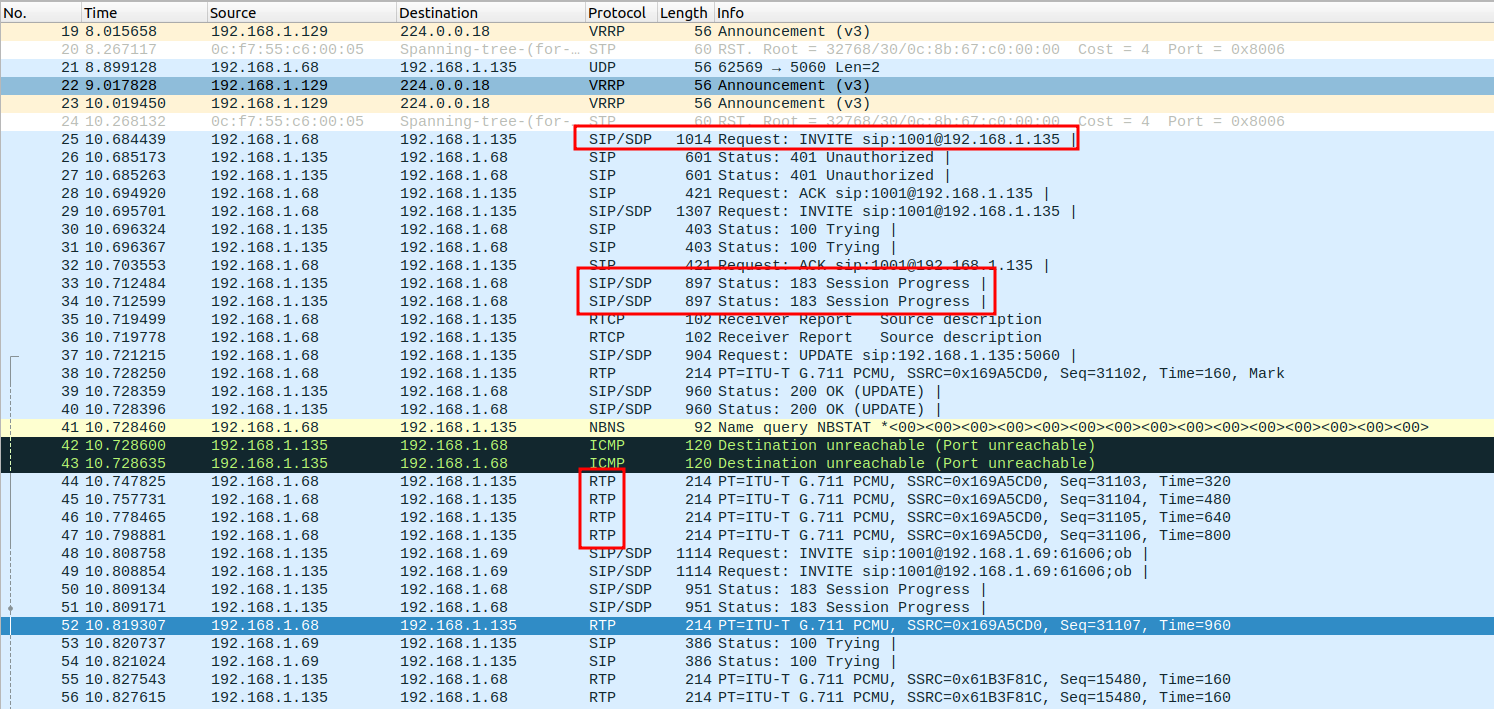 No. Time Source Destination Protocol Length Info
19 8.015658 192.168.1.129 224.0.0.18 VRRP 56 Announcement (v3)
20 8.267117 0c:f7:55:c6:00:05 Spanning-tree-(for-… STP 60 RST. Root = 32768/30/0c:8b:67:c0:00:00 Cost = 4 Port = 0x8006
21 8.899128 192.168.1.68 192.168.1.135 UDP 56 62569 → 5060 Len=2
22 9.017828 192.168.1.129 224.0.0.18 VRRP 56 Announcement (v3)
23 10.019450 192.168.1.129 224.0.0.18 VRRP 56 Announcement (v3)
24 10.268132 0c:f7:55:c6:00:05 Spanning-tree-(for-… STP 60 RST. Root = 32768/30/0c:8b:67:c0:00:00 Cost = 4 Port = 0x8006
25 10.684439 192.168.1.68 192.168.1.135 SIP/SDP 1014 Request: INVITE sip:1001@192.168.1.135 |
26 10.685173 192.168.1.135 192.168.1.68 SIP 601 Status: 401 Unauthorized |
27 10.685263 192.168.1.135 192.168.1.68 SIP 601 Status: 401 Unauthorized |
28 10.694920 192.168.1.68 192.168.1.135 SIP 421 Request: ACK sip:1001@192.168.1.135 |
29 10.695701 192.168.1.68 192.168.1.135 SIP/SDP 1307 Request: INVITE sip:1001@192.168.1.135 |
30 10.696324 192.168.1.135 192.168.1.68 SIP 403 Status: 100 Trying |
31 10.696367 192.168.1.135 192.168.1.68 SIP 403 Status: 100 Trying |
32 10.703553 192.168.1.68 192.168.1.135 SIP 421 Request: ACK sip:1001@192.168.1.135 |
33 10.712484 192.168.1.135 192.168.1.68 SIP/SDP 897 Status: 183 Session Progress |
34 10.712599 192.168.1.135 192.168.1.68 SIP/SDP 897 Status: 183 Session Progress |
35 10.719499 192.168.1.68 192.168.1.135 RTCP 102 Receiver Report Source description
36 10.719778 192.168.1.68 192.168.1.135 RTCP 102 Receiver Report Source description
37 10.721215 192.168.1.68 192.168.1.135 SIP/SDP 904 Request: UPDATE sip:192.168.1.135:5060 |
38 10.728250 192.168.1.68 192.168.1.135 RTP 214 PT=ITU-T G.711 PCMU, SSRC=0x169A5CD0, Seq=31102, Time=160, Mark
39 10.728359 192.168.1.135 192.168.1.68 SIP/SDP 960 Status: 200 OK (UPDATE) |
40 10.728396 192.168.1.135 192.168.1.68 SIP/SDP 960 Status: 200 OK (UPDATE) |
41 10.728460 192.168.1.68 192.168.1.135 NBNS 92 Name query NBSTAT *<00><00><00><00><00><00><00><00><00><00><00><00><00><00><00>
42 10.728600 192.168.1.135 192.168.1.68 ICMP 120 Destination unreachable (Port unreachable)
43 10.728635 192.168.1.135 192.168.1.68 ICMP 120 Destination unreachable (Port unreachable)
44 10.747825 192.168.1.68 192.168.1.135 RTP 214 PT=ITU-T G.711 PCMU, SSRC=0x169A5CD0, Seq=31103, Time=320
45 10.757731 192.168.1.68 192.168.1.135 RTP 214 PT=ITU-T G.711 PCMU, SSRC=0x169A5CD0, Seq=31104, Time=480
46 10.778465 192.168.1.68 192.168.1.135 RTP 214 PT=ITU-T G.711 PCMU, SSRC=0x169A5CD0, Seq=31105, Time=640
47 10.798881 192.168.1.68 192.168.1.135 RTP 214 PT=ITU-T G.711 PCMU, SSRC=0x169A5CD0, Seq=31106, Time=800
48 10.808758 192.168.1.135 192.168.1.69 SIP/SDP 1114 Request: INVITE sip:1001@192.168.1.69:61606;ob |
49 10.808854 192.168.1.135 192.168.1.69 SIP/SDP 1114 Request: INVITE sip:1001@192.168.1.69:61606;ob |
50 10.809134 192.168.1.135 192.168.1.68 SIP/SDP 951 Status: 183 Session Progress |
51 10.809171 192.168.1.135 192.168.1.68 SIP/SDP 951 Status: 183 Session Progress |
52 10.819307 192.168.1.68 192.168.1.135 RTP 214 PT=ITU-T G.711 PCMU, SSRC=0x169A5CD0, Seq=31107, Time=960
53 10.820737 192.168.1.69 192.168.1.135 SIP 386 Status: 100 Trying |
54 10.821024 192.168.1.69 192.168.1.135 SIP 386 Status: 100 Trying |
55 10.827543 192.168.1.135 192.168.1.68 RTP 214 PT=ITU-T G.711 PCMU, SSRC=0x61B3F81C, Seq=15480, Time=160
56 10.827615 192.168.1.135 192.168.1.68 RTP 214 PT=ITU-T G.711 PCMU, SSRC=0x61B3F81C, Seq=15480, Time=160